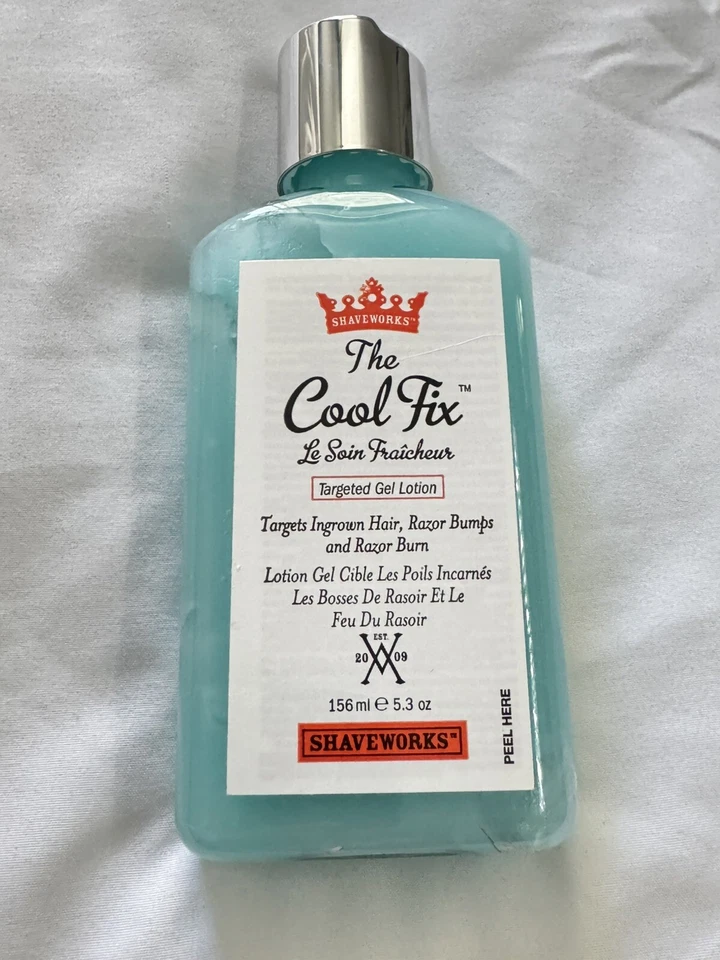 SHAVEWORKS™
The
Cool Fix™
Le Soin Fraîcheur
Targeted Gel Lotion
Targets Ingrown Hair, Razor Bumps
and Razor Burn
Lotion Gel Cible Les Poils Incarnés
Les Bosses De Rasoir Et Le
Feu Du Rasoir
EST.
20 09
156 ml ℮ 5.3 oz
SHAVEWORKS™
PEEL HERE